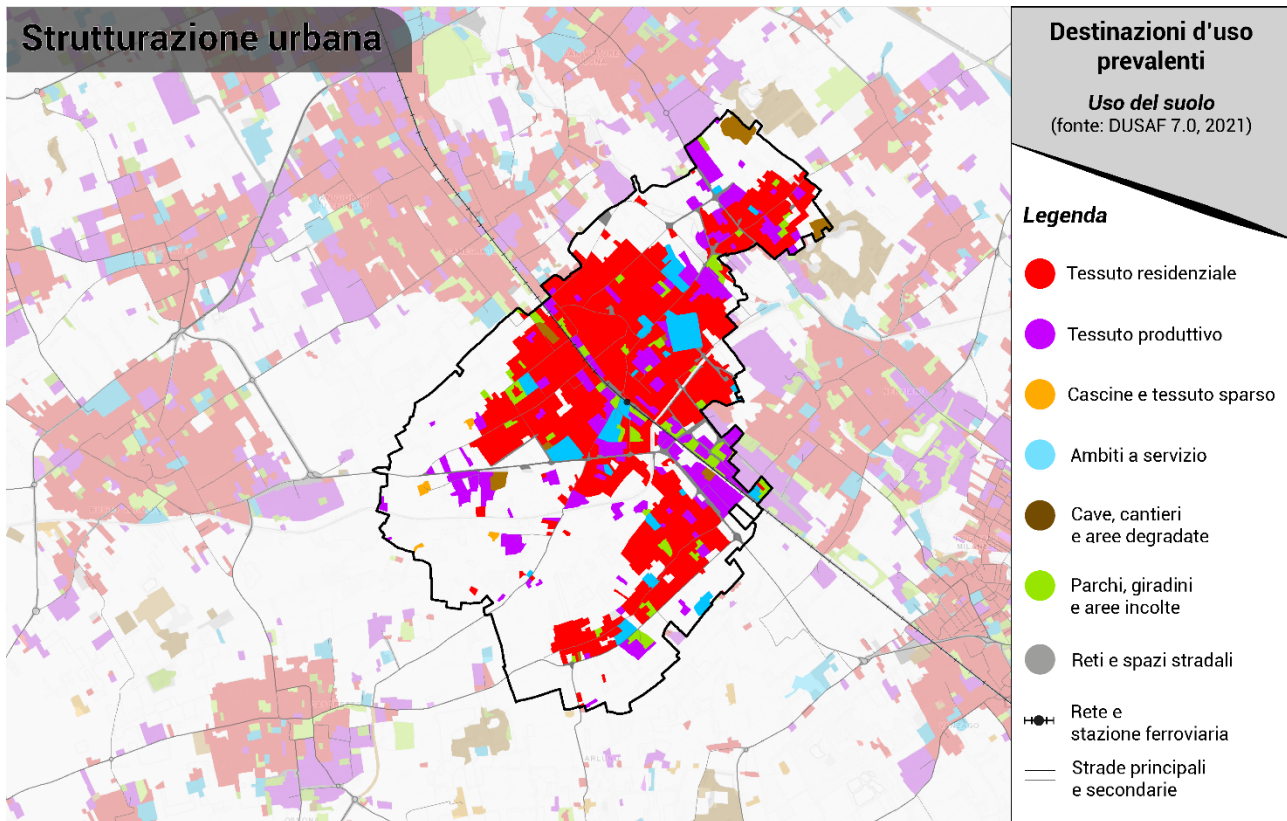 Strutturazione urbana
Destinazioni d'uso
prevalenti
Uso del suolo
(fonte: DUSAF 7.0, 2021)
Legenda
Tessuto residenziale
Tessuto produttivo
Cascine e tessuto sparso
Ambiti a servizio
Cave, cantieri
e aree degradate
Parchi, giradini
e aree incolte
Reti e spazi stradali
Rete e
stazione ferroviaria
Strade principali
e secondarie